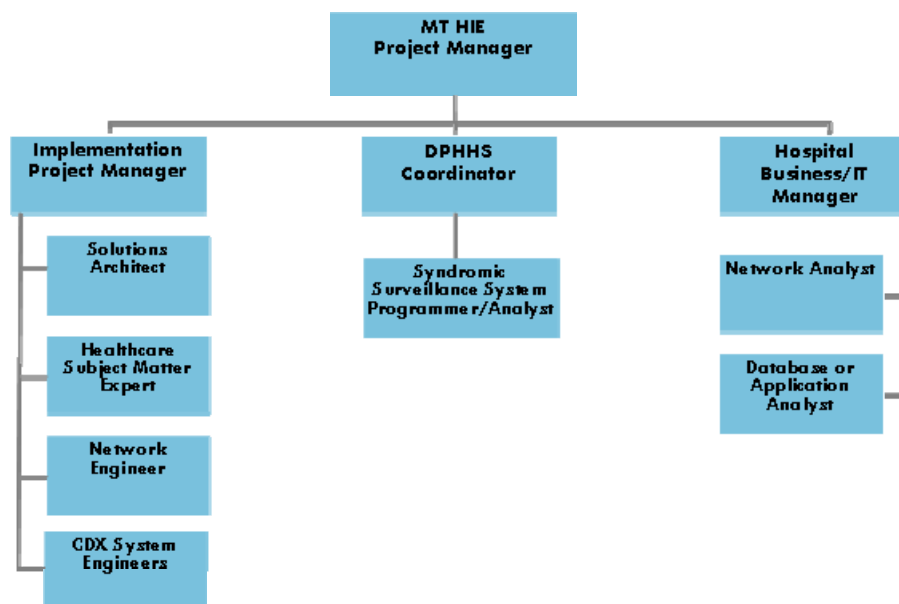 MT HIE
Project Manager
Implementation
Project Manager
DPHHS
Coordinator
Hospital
Business/IT
Manager
Solutions
Architect
Healthcare
Subject Matter
Expert
Network
Engineer
CDX System
Engineers
Syndromic
Surveillance System
Programmer/Analyst
Network Analyst
Database or
Application
Analyst